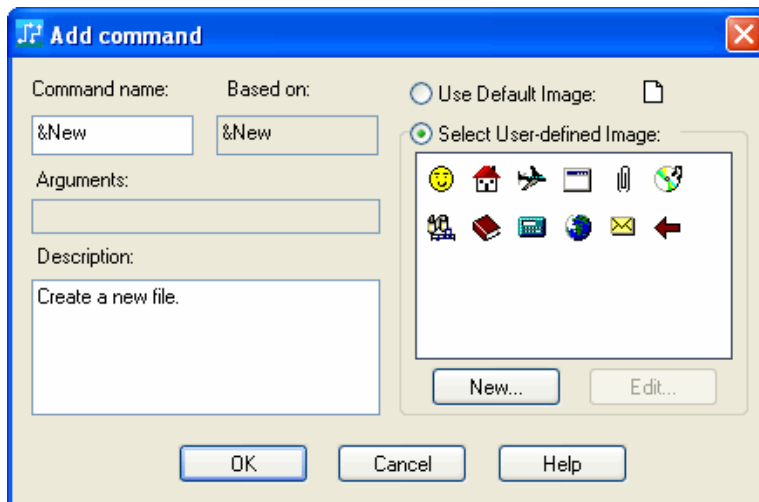 Add command
Command name:
Based on:
&New
&New
Arguments:
Description:
Create a new file.
Use Default Image:
Select User-defined Image:
New...
Edit...
OK
Cancel
Help